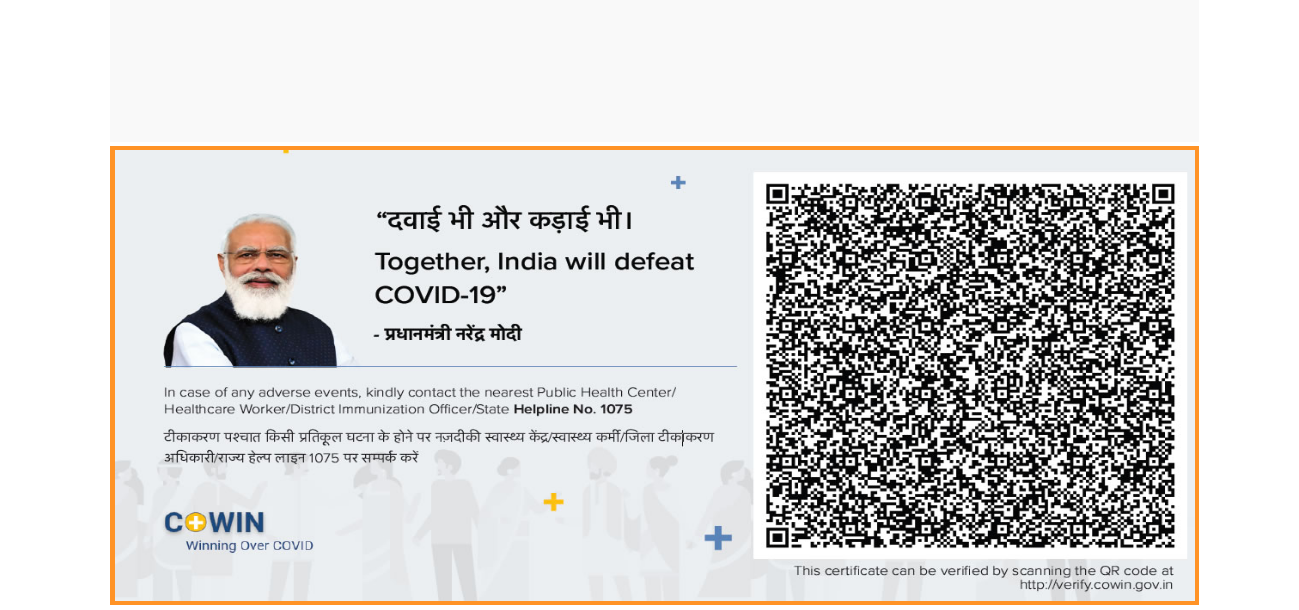 “दवाई भी और कड़ाई भी।
Together, India will defeat
COVID-19”
- प्रधानमंत्री नरेंद्र मोदी
In case of any adverse events, kindly contact the nearest Public Health Center/
Healthcare Worker/District Immunization Officer/State Helpline No. 1075
टीकाकरण पश्चात किसी प्रतिकूल घटना के होने पर नज़दीकी स्वास्थ्य केंद्र/स्वास्थ्य कर्मी/जिला टीकाकरण
अधिकारी/राज्य हेल्प लाइन 1075 पर सम्पर्क करें
COWIN
Winning Over COVID
This certificate can be verified by scanning the QR code at
http://verify.cowin.gov.in